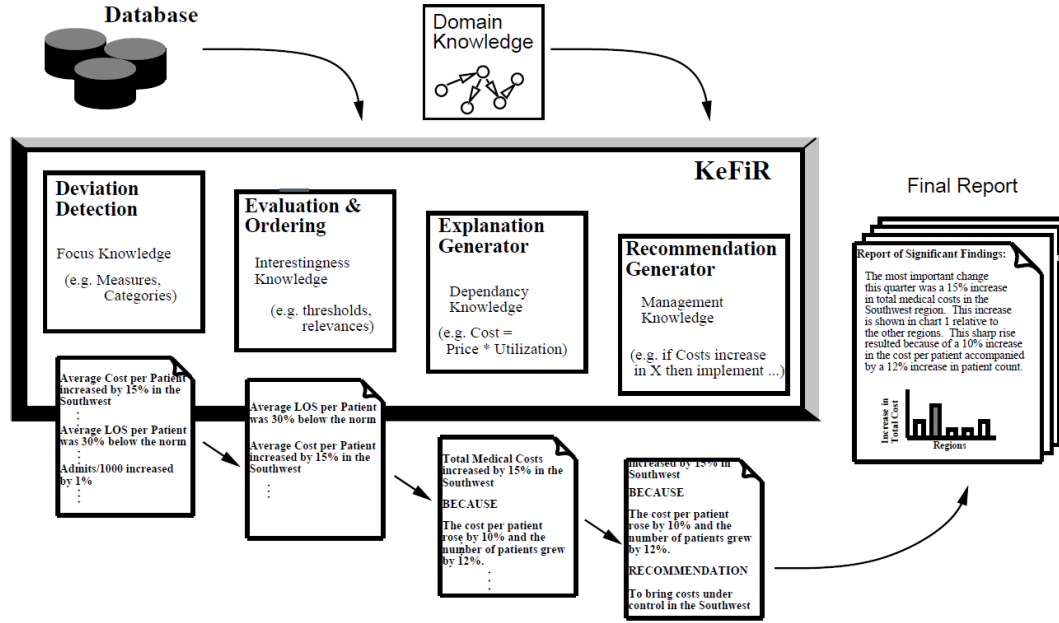 Database
Domain
Knowledge
KeFiR
Deviation
Detection
Focus Knowledge
(e.g. Measures,
Categories)
Evaluation &
Ordering
Interestingness
Knowledge
(e.g. thresholds,
relevances)
Explanation
Generator
Dependancy
Knowledge
(e.g. Cost =
Price * Utilization)
Recommendation
Generator
Management
Knowledge
(e.g. if Costs increase
in X then implement ...)
Average Cost per Patient
increased by 15% in the
Southwest
Average LOS per Patient
was 30% below the norm
Admits/1000 increased
by 1%
Average LOS per Patient
was 30% below the norm
Average Cost per Patient
increased by 15% in the
Southwest
Total Medical Costs
increased by 15% in the
Southwest
BECAUSE
The cost per patient
rose by 10% and the
number of patients grew
by 12%.
increased by 15% in
Southwest
BECAUSE
The cost per patient
rose by 10% and the
number of patients grew
by 12%.
RECOMMENDATION
To bring costs under
control in the Southwest
Final Report
Report of Significant Findings:
The most important change
this quarter was a 15% increase
in total medical costs in the
Southwest region. This increase
is shown in chart 1 relative to
the other regions. This sharp rise
resulted because of a 10% increase
in the cost per patient accompanied
by a 12% increase in patient count.
Increase in
Total Cost
Regions